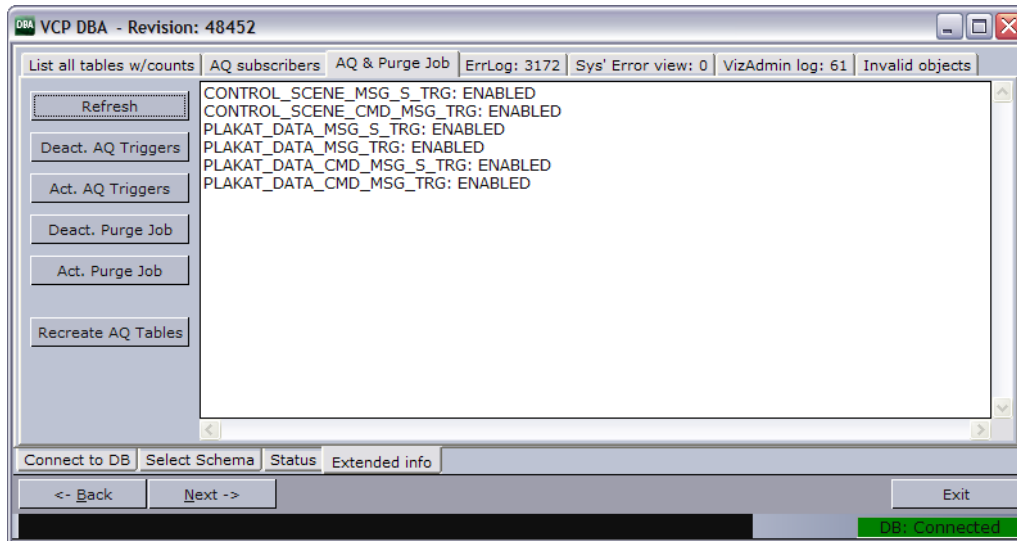 DBA VCP DBA - Revision: 48452
List all tables w/counts AQ subscribers AQ & Purge Job ErrLog: 3172 Sys' Error view: 0 VizAdmin log: 61 Invalid objects
Refresh
Deact. AQ Triggers
Act. AQ Triggers
Deact. Purge Job
Act. Purge Job
Recreate AQ Tables
CONTROL_SCENE_MSG_S_TRG: ENABLED
CONTROL_SCENE_CMD_MSG_TRG: ENABLED
PLAKAT_DATA_MSG_S_TRG: ENABLED
PLAKAT_DATA_MSG_TRG: ENABLED
PLAKAT_DATA_CMD_MSG_S_TRG: ENABLED
PLAKAT_DATA_CMD_MSG_TRG: ENABLED
Connect to DB Select Schema Status Extended info
<- Back Next -> Exit
DB: Connected